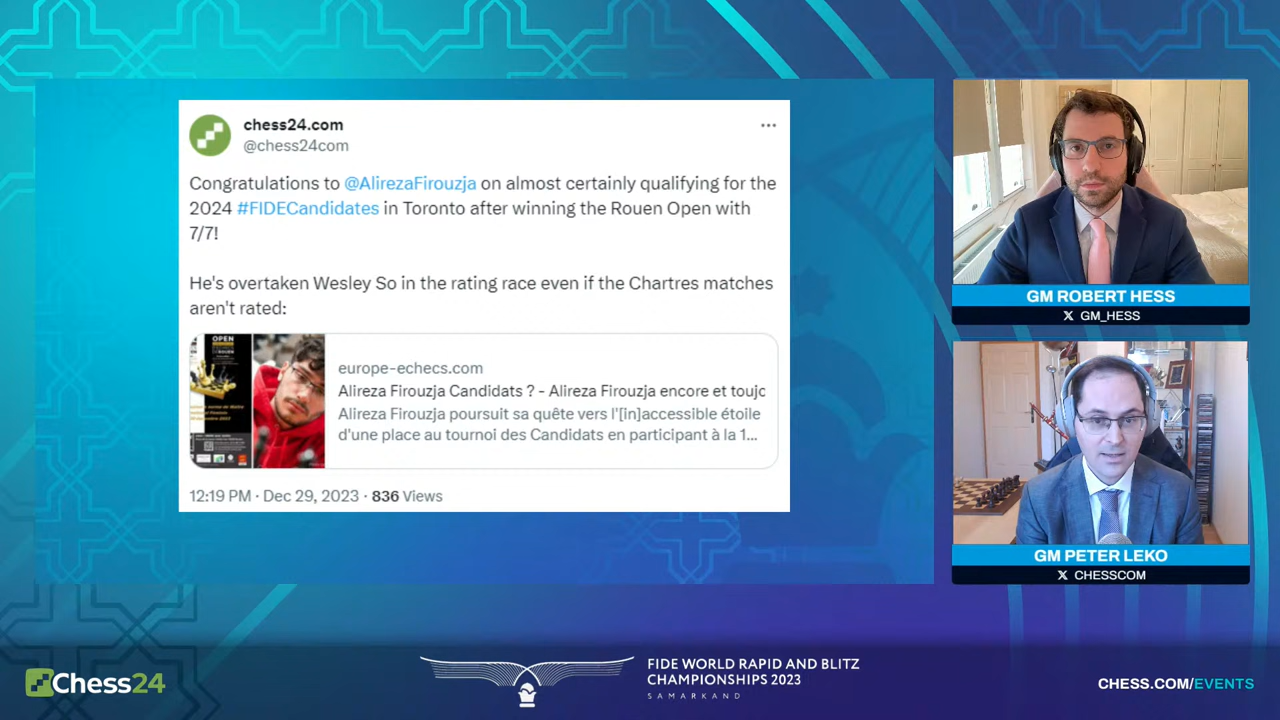 chess24.com
@chess24com
Congratulations to @AlirezaFirouzja on almost certainly qualifying for the
2024 #FIDECandidates in Toronto after winning the Rouen Open with
7/7!
He's overtaken Wesley So in the rating race even if the Chartres matches
aren't rated:
OPEN
europe-echecs.com
Alireza Firouzja Candidats ? - Alireza Firouzja encore et toujo
Alireza Firouzja poursuit sa quête vers l'[in]accessible étoile
d'une place au tournoi des Candidats en participant à la 1...
12:19 PM · Dec 29, 2023 · 836 Views
GM ROBERT HESS
X GM_HESS
GM PETER LEKO
X CHESSCOM
Chess24
FIDE WORLD RAPID AND BLITZ
CHAMPIONSHIPS 2023
SAMARKAND
CHESS.COM/EVENTS